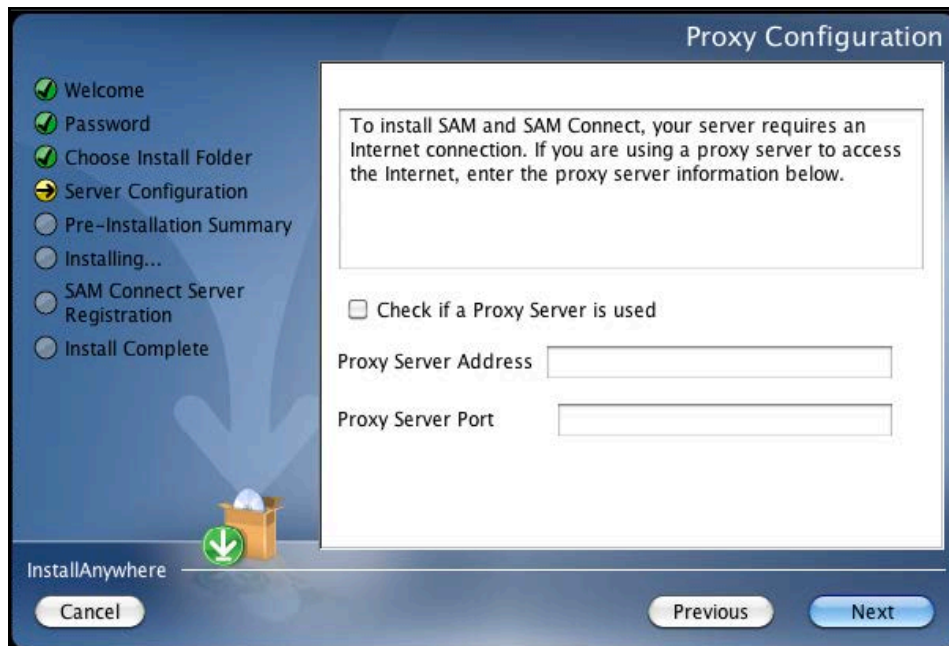 Proxy Configuration
Welcome
Password
Choose Install Folder
Server Configuration
Pre-Installation Summary
Installing...
SAM Connect Server
Registration
Install Complete
To install SAM and SAM Connect, your server requires an
Internet connection. If you are using a proxy server to access
the Internet, enter the proxy server information below.
Check if a Proxy Server is used
Proxy Server Address
Proxy Server Port
InstallAnywhere
Cancel
Previous
Next